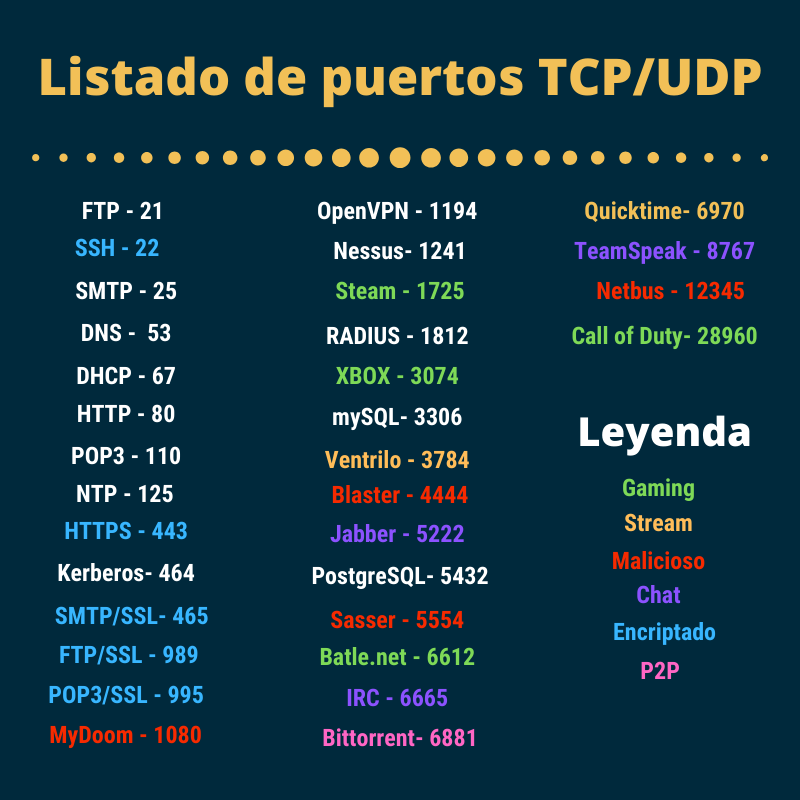 Listado de puertos TCP/UDP
FTP - 21
SSH - 22
SMTP - 25
DNS -  53
DHCP - 67
HTTP - 80
POP3 - 110
NTP - 125
HTTPS - 443
Kerberos- 464
SMTP/SSL- 465
FTP/SSL - 989
POP3/SSL - 995
MyDoom - 1080
OpenVPN - 1194
Nessus- 1241
Steam - 1725
RADIUS - 1812
XBOX - 3074
mySQL- 3306
Ventrilo - 3784
Blaster - 4444
Jabber - 5222
PostgreSQL- 5432
Sasser - 5554
Batle.net - 6612
IRC - 6665
Bittorrent- 6881
Quicktime- 6970
TeamSpeak - 8767
Netbus - 12345
Call of Duty- 28960
Leyenda
Gaming
Stream
Malicioso
Chat
Encriptado
P2P